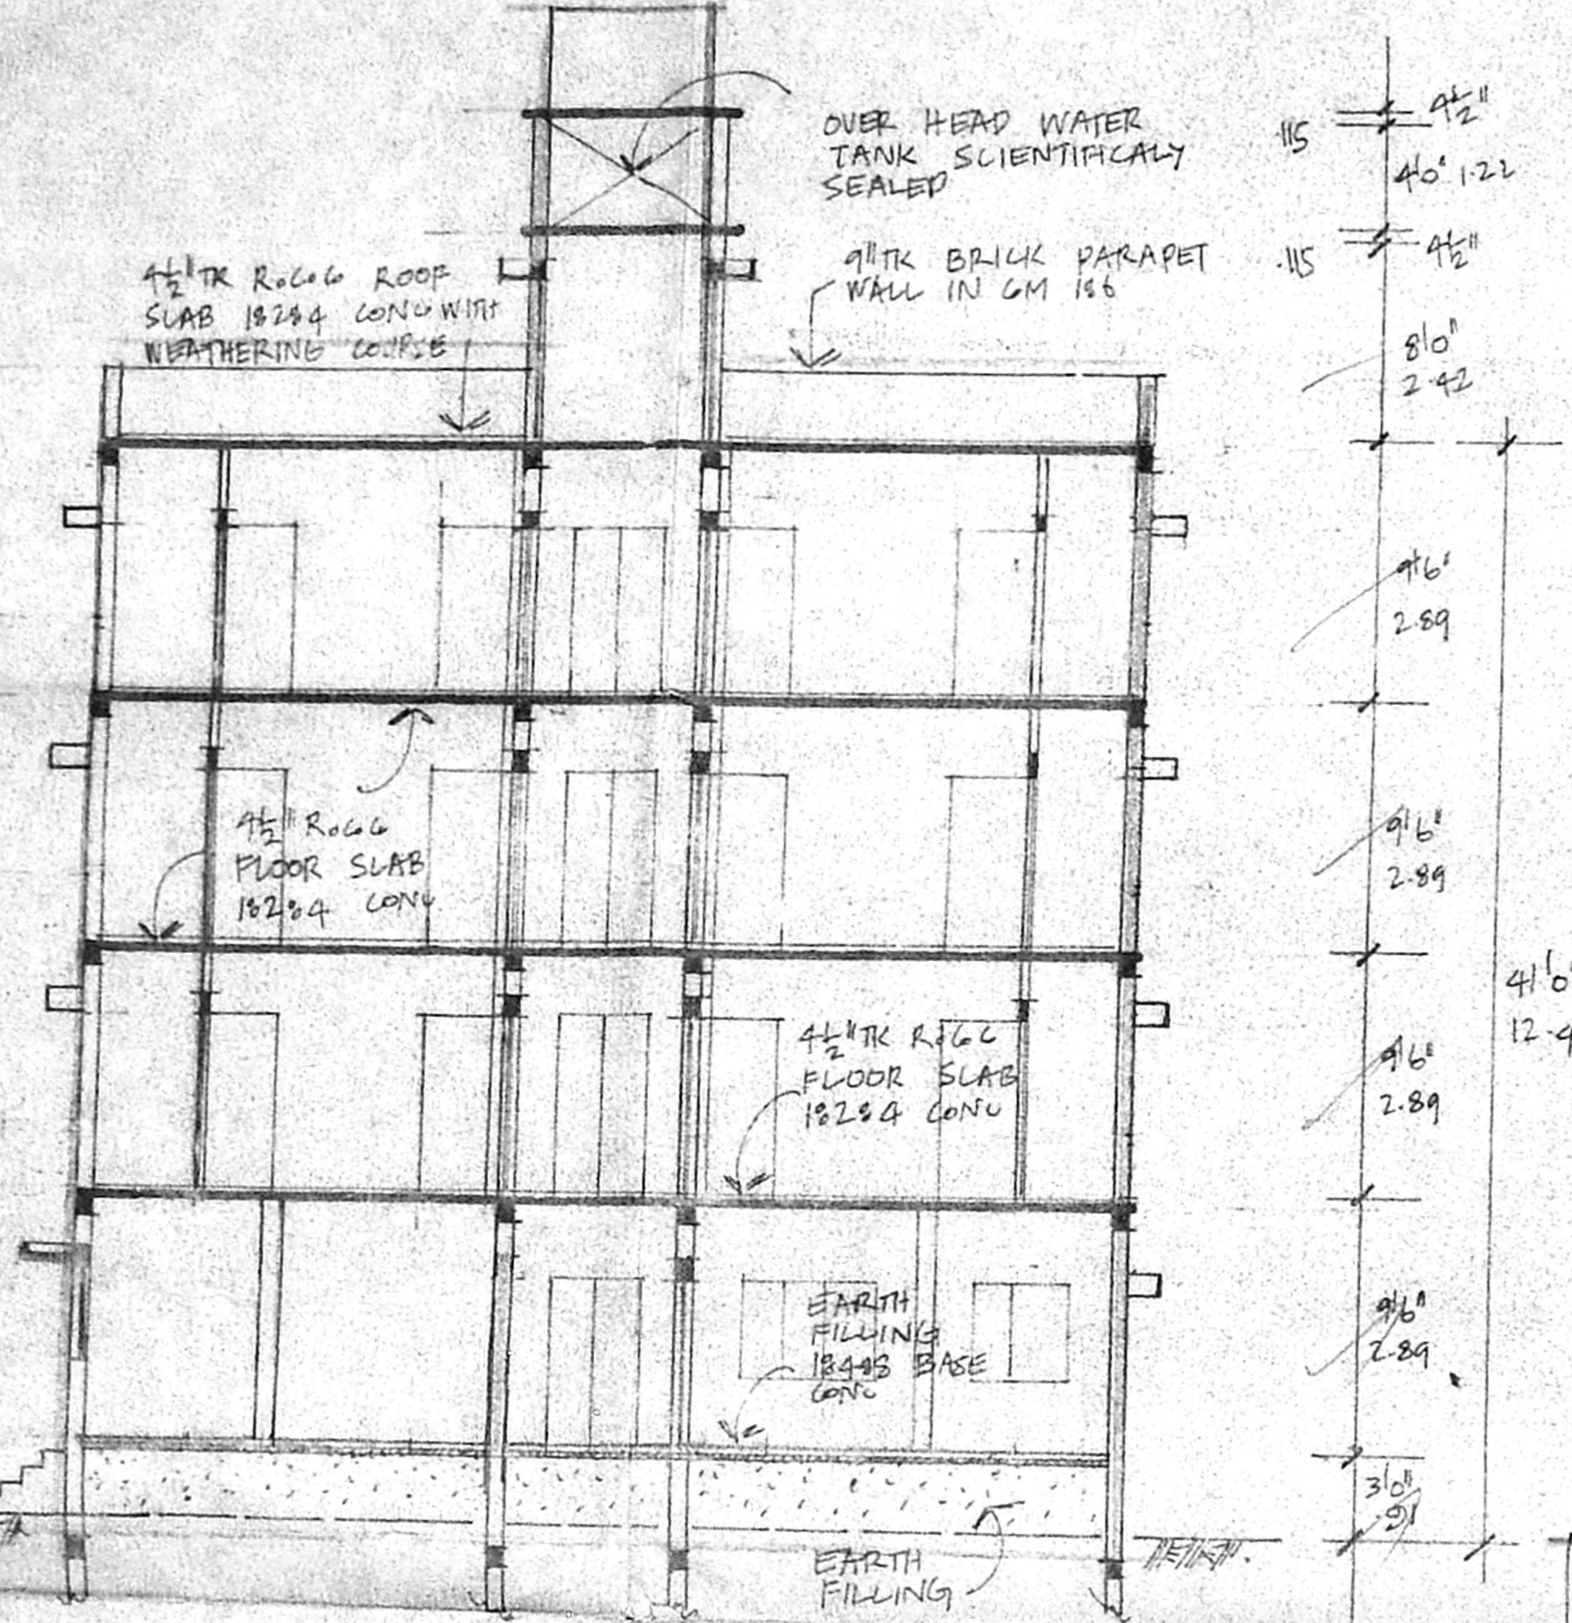 OVER HEAD WATER
TANK SCIENTIFICALY
SEALED
9"TK BRICK PARAPET
WALL IN CM 1:6
4½"TK R.C.C ROOF
SLAB 1:2:4 CONC WITH
WEATHERING COURSE
4½" R.C.C
FLOOR SLAB
1:2:4 CONC
4½"TK R.C.C
FLOOR SLAB
1:2:4 CONC
EARTH
FILLING
1:4:8 BASE
CONC
EARTH
FILLING
4½"
.115
4'0" 1.22
.115
4½"
8'0"
2.42
9'6"
2.89
9'6"
2.89
9'6"
2.89
9'6"
2.89
3'0"
.91
41'0"